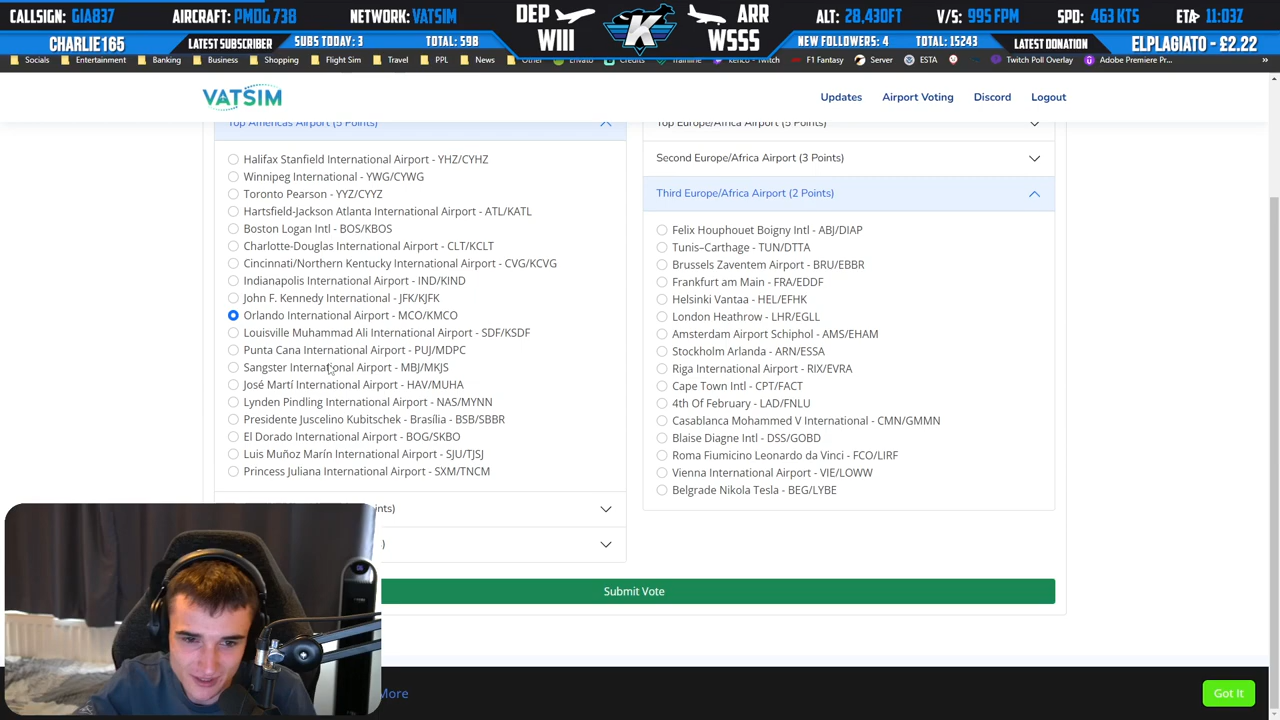 CALLSIGN: GIA837
AIRCRAFT: PMDG 738
NETWORK: VATSIM
DEP
WIII
K
ARR
WSSS
ALT: 28,430FT
V/S: 995 FPM
SPD: 463 KTS
ETA: 11:03Z
CHARLIE165
LATEST SUBSCRIBER
SUBS TODAY: 3
TOTAL: 598
NEW FOLLOWERS: 4
TOTAL: 15243
LATEST DONATION
ELPLAGIATO - £2.22
Socials
Entertainment
Banking
Business
Shopping
Flight Sim
Travel
PPL
News
Other
Envato
Credits
Trainline
kenco - Twitch
F1 Fantasy
Server
ESTA
Twitch Poll Overlay
Adobe Premiere Pr...
»
VATSIM
Updates
Airport Voting
Discord
Logout
Top Americas Airport (5 Points)
Halifax Stanfield International Airport - YHZ/CYHZ
Winnipeg International - YWG/CYWG
Toronto Pearson - YYZ/CYYZ
Hartsfield-Jackson Atlanta International Airport - ATL/KATL
Boston Logan Intl - BOS/KBOS
Charlotte-Douglas International Airport - CLT/KCLT
Cincinnati/Northern Kentucky International Airport - CVG/KCVG
Indianapolis International Airport - IND/KIND
John F. Kennedy International - JFK/KJFK
Orlando International Airport - MCO/KMCO
Louisville Muhammad Ali International Airport - SDF/KSDF
Punta Cana International Airport - PUJ/MDPC
Sangster International Airport - MBJ/MKJS
José Martí International Airport - HAV/MUHA
Lynden Pindling International Airport - NAS/MYNN
Presidente Juscelino Kubitschek - Brasília - BSB/SBBR
El Dorado International Airport - BOG/SKBO
Luis Muñoz Marín International Airport - SJU/TJSJ
Princess Juliana International Airport - SXM/TNCM
nts)
)
Top Europe/Africa Airport (5 Points)
Second Europe/Africa Airport (3 Points)
Third Europe/Africa Airport (2 Points)
Felix Houphouet Boigny Intl - ABJ/DIAP
Tunis–Carthage - TUN/DTTA
Brussels Zaventem Airport - BRU/EBBR
Frankfurt am Main - FRA/EDDF
Helsinki Vantaa - HEL/EFHK
London Heathrow - LHR/EGLL
Amsterdam Airport Schiphol - AMS/EHAM
Stockholm Arlanda - ARN/ESSA
Riga International Airport - RIX/EVRA
Cape Town Intl - CPT/FACT
4th Of February - LAD/FNLU
Casablanca Mohammed V International - CMN/GMMN
Blaise Diagne Intl - DSS/GOBD
Roma Fiumicino Leonardo da Vinci - FCO/LIRF
Vienna International Airport - VIE/LOWW
Belgrade Nikola Tesla - BEG/LYBE
Submit Vote
More
Got It